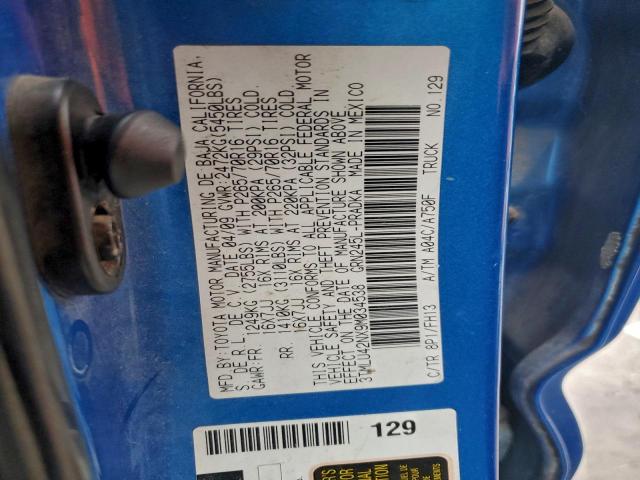 MFD. BY: TOYOTA MOTOR MANUFACTURING DE BAJA CALIFORNIA,
S. DE R.L. DE C.V. DATE 04/09 GVWR 2472KG(5450LBS)
GAWR:FR. 1249KG (2755LBS) WITH P265/70R16 TIRES
16X7JJ 16X RIMS AT 200KPA (29PSI) COLD
RR. 1410KG (3110LBS) WITH P265/70R16 TIRES
16X7JJ 16X RIMS AT 220KPA (32PSI) COLD
THIS VEHICLE CONFORMS TO ALL APPLICABLE FEDERAL MOTOR
VEHICLE SAFETY AND THEFT PREVENTION STANDARDS IN
EFFECT ON THE DATE OF MANUFACTURE SHOWN ABOVE.
3TMLU42NX9M034538 GRN245L-PRADKA MADE IN MEXICO
C/TR 8P1/FH13 A/TM A04C/A750F TRUCK NO.129
129